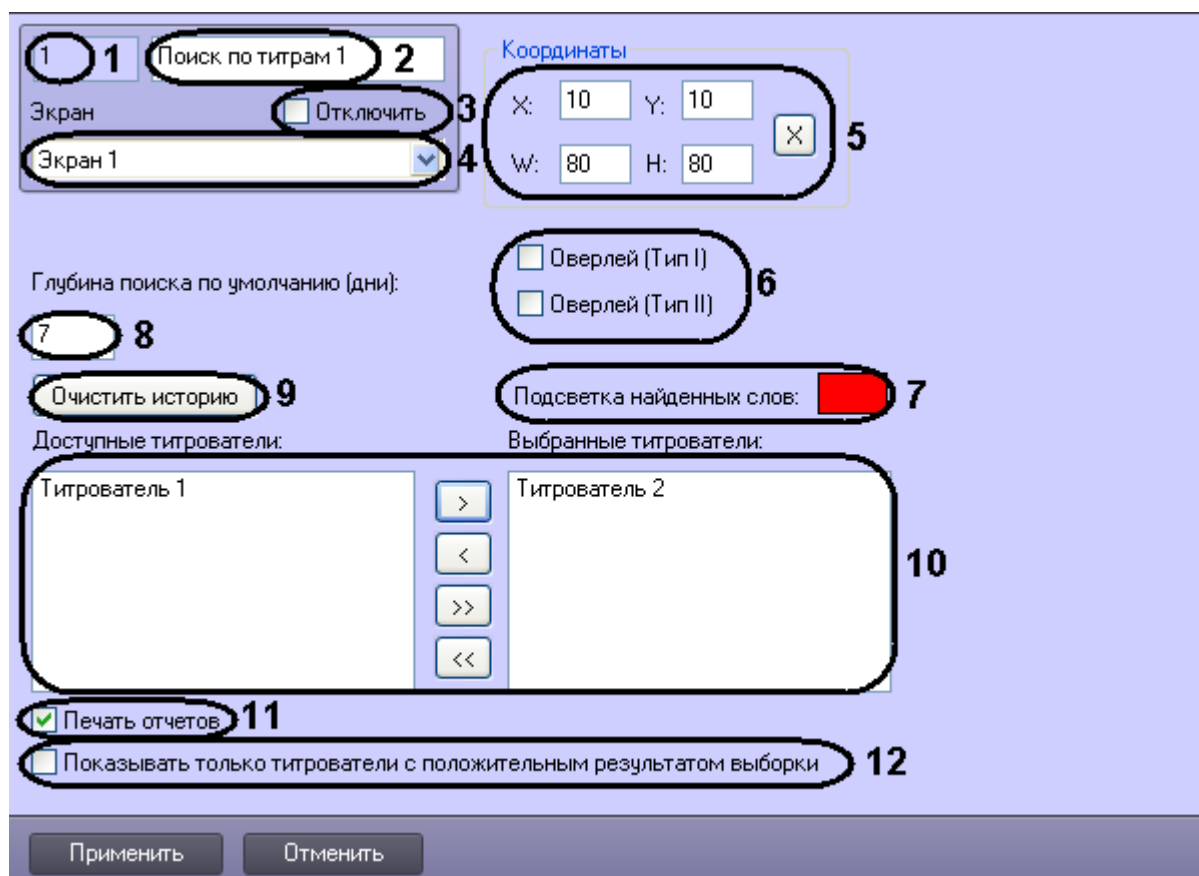 1 1 Поиск по титрам 1 2
Экран Отключить 3
Экран 1 4
Координаты
X: 10 Y: 10
X 5
W: 80 H: 80
Оверлей (Тип I)
6
Оверлей (Тип II)
Глубина поиска по умолчанию (дни):
7 8
Очистить историю 9
Подсветка найденных слов: 7
Доступные титрователи: Выбранные титрователи:
Титрователь 1 > Титрователь 2
<
10
>>
<<
Печать отчетов 11
Показывать только титрователи с положительным результатом выборки 12
Применить Отменить